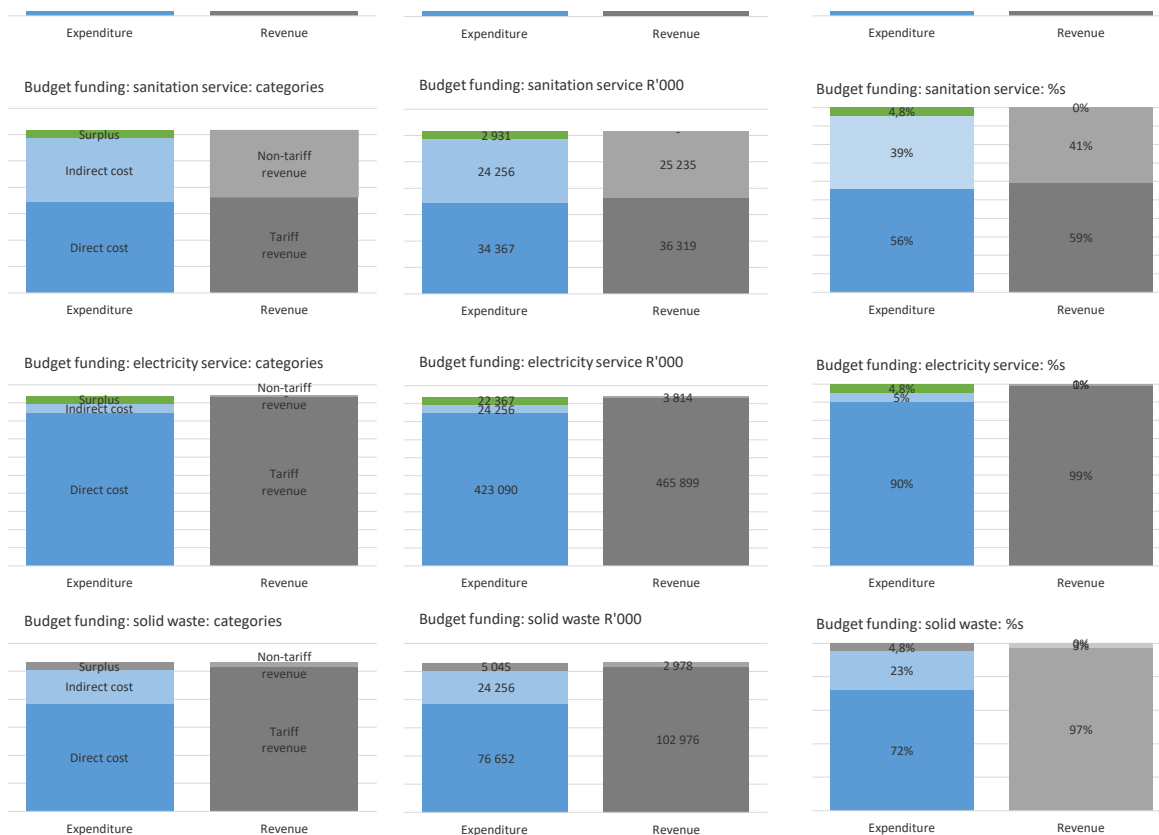 Expenditure
Revenue
Expenditure
Revenue
Expenditure
Revenue
Budget funding: sanitation service: categories
Surplus
Indirect cost
Direct cost
Non-tariff
revenue
Tariff
revenue
Expenditure
Revenue
Budget funding: sanitation service R'000
2 931
24 256
34 367
-
25 235
36 319
Expenditure
Revenue
Budget funding: sanitation service: %s
4,8%
39%
56%
0%
41%
59%
Expenditure
Revenue
Budget funding: electricity service: categories
Surplus
Indirect cost
Direct cost
Non-tariff
revenue
Tariff
revenue
Expenditure
Revenue
Budget funding: electricity service R'000
22 367
24 256
423 090
3 814
465 899
Expenditure
Revenue
Budget funding: electricity service: %s
4,8%
5%
90%
99%
Expenditure
Revenue
Budget funding: solid waste: categories
Surplus
Indirect cost
Direct cost
Non-tariff
revenue
Tariff
revenue
Expenditure
Revenue
Budget funding: solid waste R'000
5 045
24 256
76 652
2 978
102 976
Expenditure
Revenue
Budget funding: solid waste: %s
4,8%
23%
72%
97%
Expenditure
Revenue